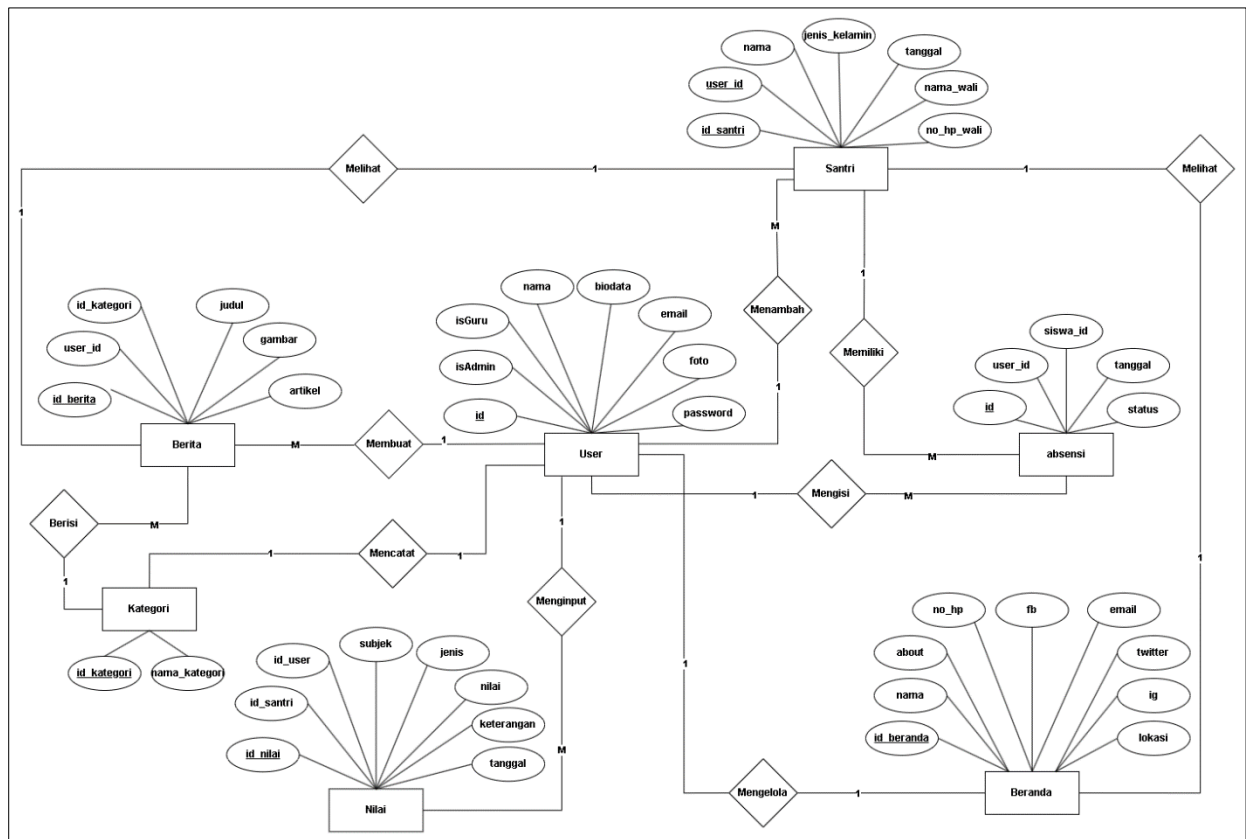 jenis_kelamin
nama
tanggal
user_id
nama_wali
id_santri
no_hp_wali
Melihat
1
Santri
1
Melihat
1
M
1
Menambah
Memiliki
nama
biodata
id_kategori
judul
isGuru
email
user_id
gambar
isAdmin
foto
id_berita
artikel
id
password
1
siswa_id
user_id
tanggal
id
status
Berita
M
Membuat
1
User
1
M
absensi
1
Mengisi
M
Berisi
M
1
1
Mencatat
1
1
Kategori
id_kategori
nama_kategori
Menginput
1
1
id_user
subjek
jenis
id_santri
nilai
keterangan
id_nilai
tanggal
M
Nilai
no_hp
fb
email
about
twitter
nama
ig
id_beranda
lokasi
Mengelola
1
Beranda